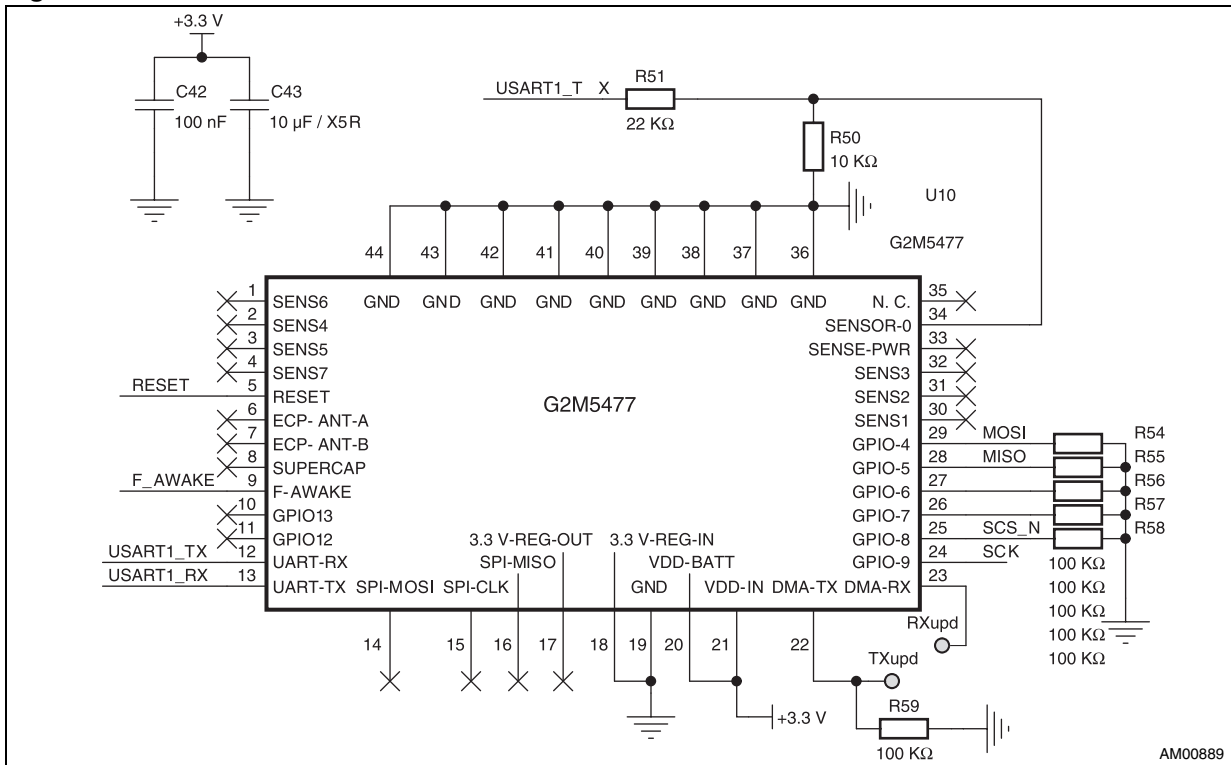 +3.3 V
C42
100 nF
C43
10 µF / X5R
USART1_T X
R51
22 KΩ
R50
10 KΩ
U10
G2M5477
44 43 42 41 40 39 38 37 36
GND GND GND GND GND GND GND GND GND
1 SENS6
2 SENS4
3 SENS5
4 SENS7
RESET 5 RESET
6 ECP- ANT-A
7 ECP- ANT-B
8 SUPERCAP
F_AWAKE 9 F-AWAKE
10 GPIO13
11 GPIO12
USART1_TX 12 UART-RX
USART1_RX 13 UART-TX
G2M5477
35 N. C.
34 SENSOR-0
33 SENSE-PWR
32 SENS3
31 SENS2
30 SENS1
29 GPIO-4 MOSI R54
28 GPIO-5 MISO R55
27 GPIO-6 R56
26 GPIO-7 R57
25 GPIO-8 SCS_N R58
24 GPIO-9 SCK
23 DMA-RX
100 KΩ
100 KΩ
100 KΩ
100 KΩ
100 KΩ
3.3 V-REG-OUT 3.3 V-REG-IN
SPI-MISO VDD-BATT
SPI-MOSI SPI-CLK GND VDD-IN DMA-TX
14 15 16 17 18 19 20 21 22
RXupd
TXupd
+3.3 V
R59
100 KΩ
AM00889